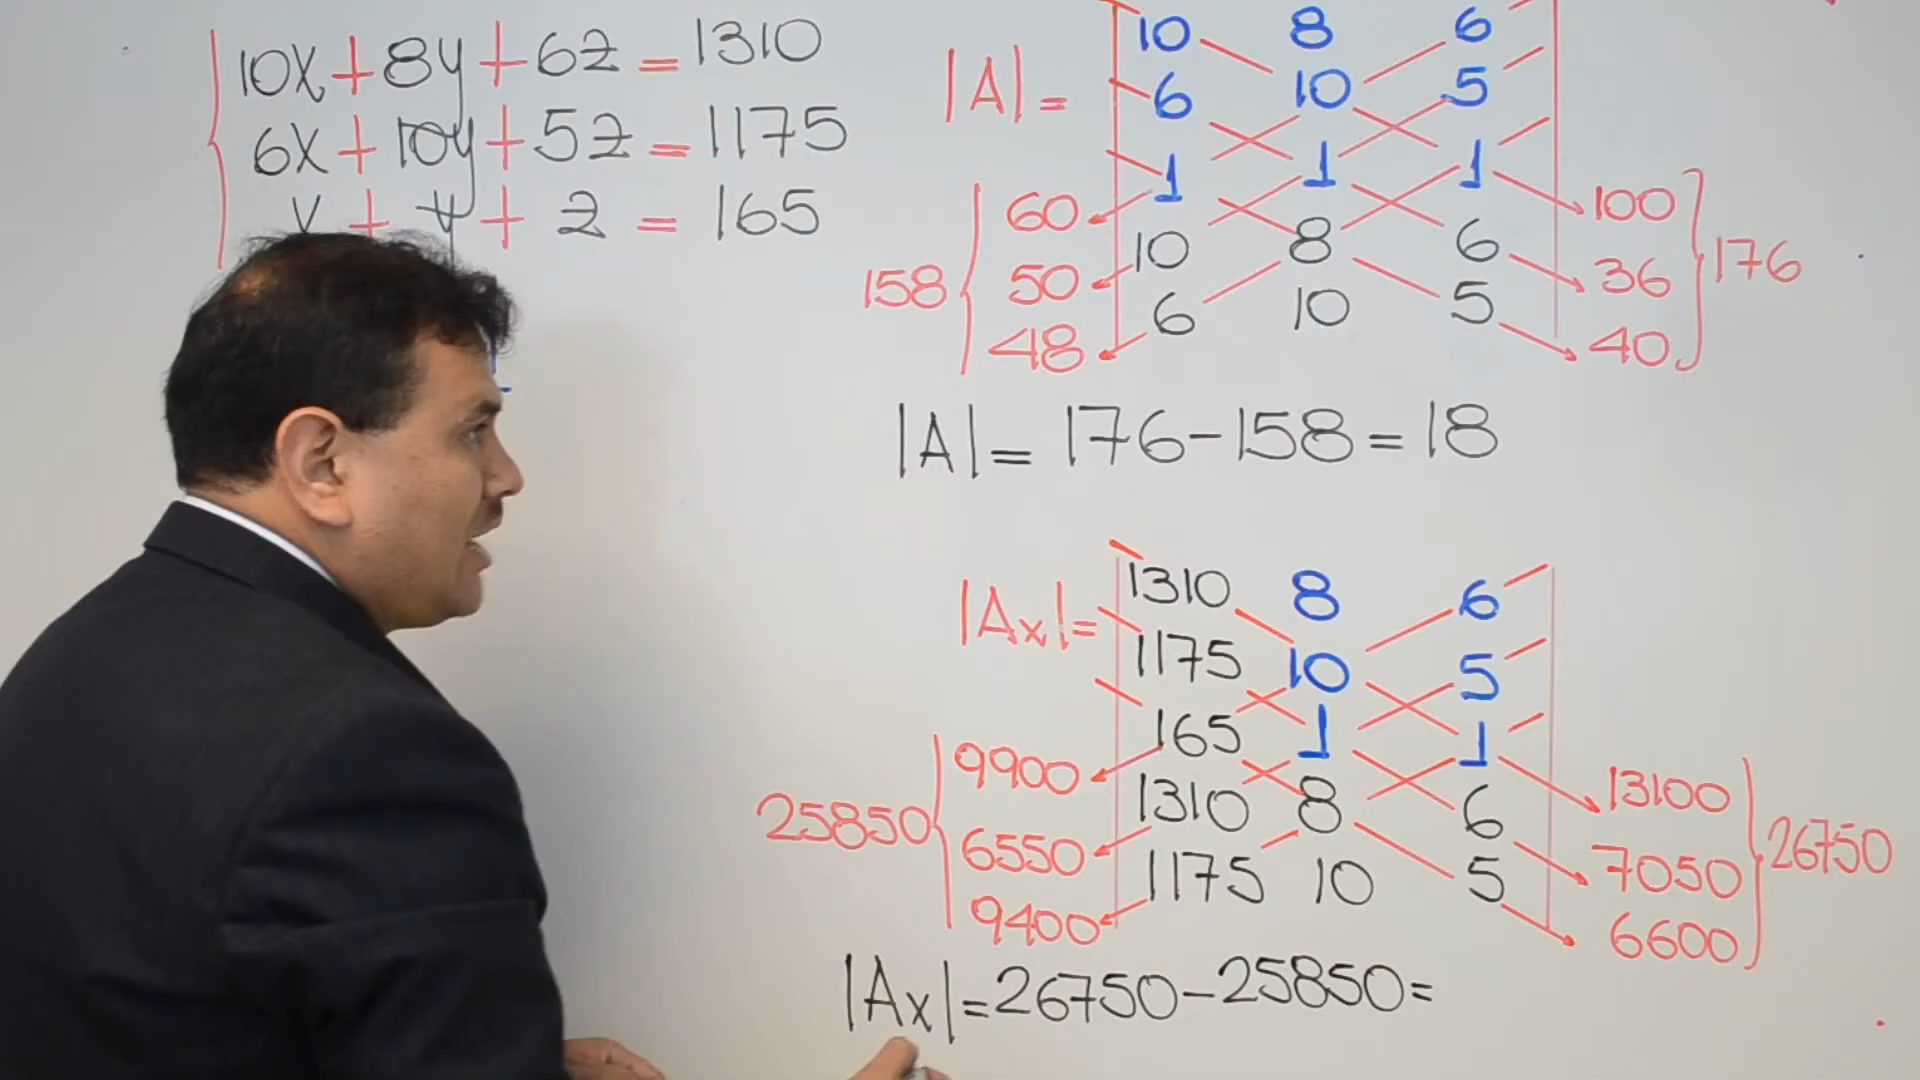 10x+8y+6z=1310
6x+10y+5z=1175
y+z=165
|A|=
10 8 6
6 10 5
1 1 1
10 8 6
6 10 5
158
60
50
48
100
36
40
176
|A|=176-158=18
|Ax|=
1310 8 6
1175 10 5
165 1 1
1310 8 6
1175 10 5
25850
9900
6550
9400
13100
7050
6600
26750
|Ax|=26750-25850=